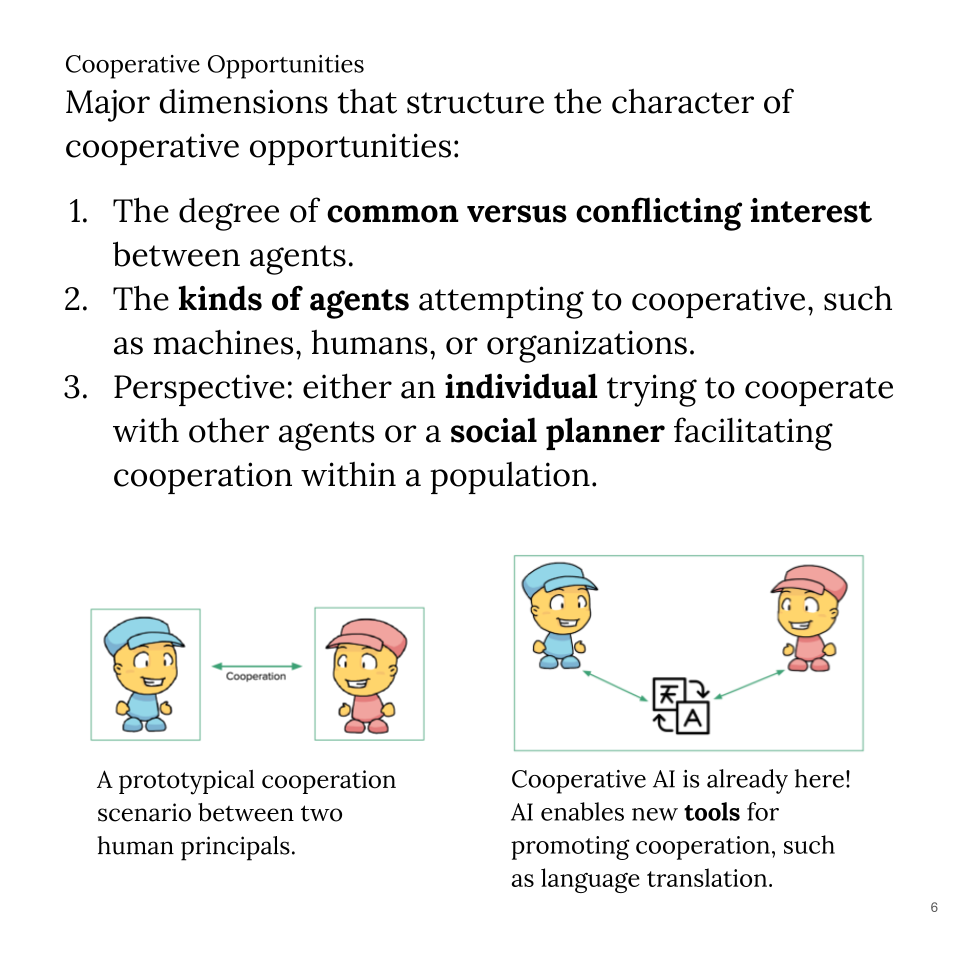 Cooperative Opportunities
Major dimensions that structure the character of
cooperative opportunities:
1. The degree of common versus conflicting interest
between agents.
2. The kinds of agents attempting to cooperative, such
as machines, humans, or organizations.
3. Perspective: either an individual trying to cooperate
with other agents or a social planner facilitating
cooperation within a population.
Cooperation
天
A
A prototypical cooperation
scenario between two
human principals.
Cooperative AI is already here!
AI enables new tools for
promoting cooperation, such
as language translation.
6